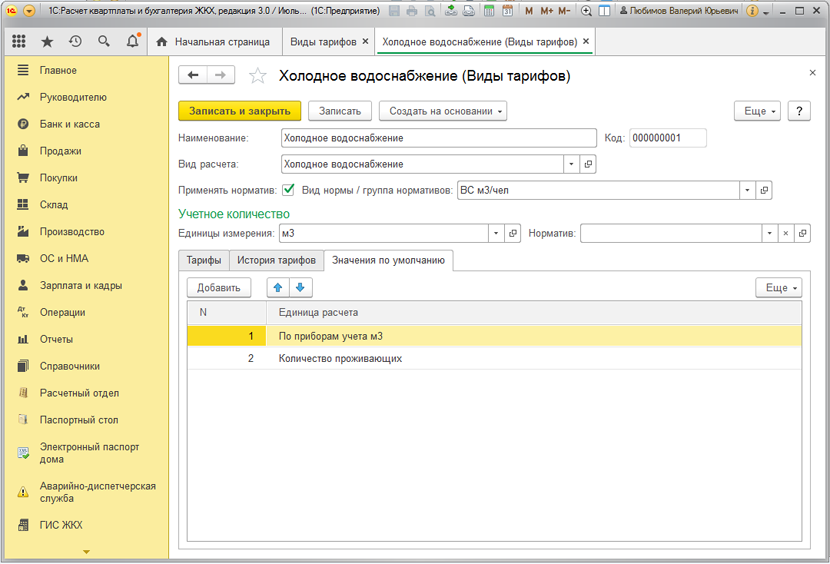 1С:Расчет квартплаты и бухгалтерия ЖКХ, редакция 3.0 / Июль... (1С:Предприятие)
M M+ M-
Любимов Валерий Юрьевич
Начальная страница
Виды тарифов ×
Холодное водоснабжение (Виды тарифов) ×
Главное
Руководителю
Банк и касса
Продажи
Покупки
Склад
Производство
ОС и НМА
Зарплата и кадры
Дт Кт Операции
Отчеты
Справочники
Расчетный отдел
Паспортный стол
Электронный паспорт
дома
Аварийно-диспетчерская
служба
ГИС ЖКХ
Холодное водоснабжение (Виды тарифов)
Записать и закрыть Записать Создать на основании Еще ?
Наименование: Холодное водоснабжение Код: 000000001
Вид расчета: Холодное водоснабжение
Применять норматив: Вид нормы / группа нормативов: ВС м3/чел
Учетное количество
Единицы измерения: м3 Норматив:
Тарифы История тарифов Значения по умолчанию
Добавить Еще
N Единица расчета
1 По приборам учета м3
2 Количество проживающих